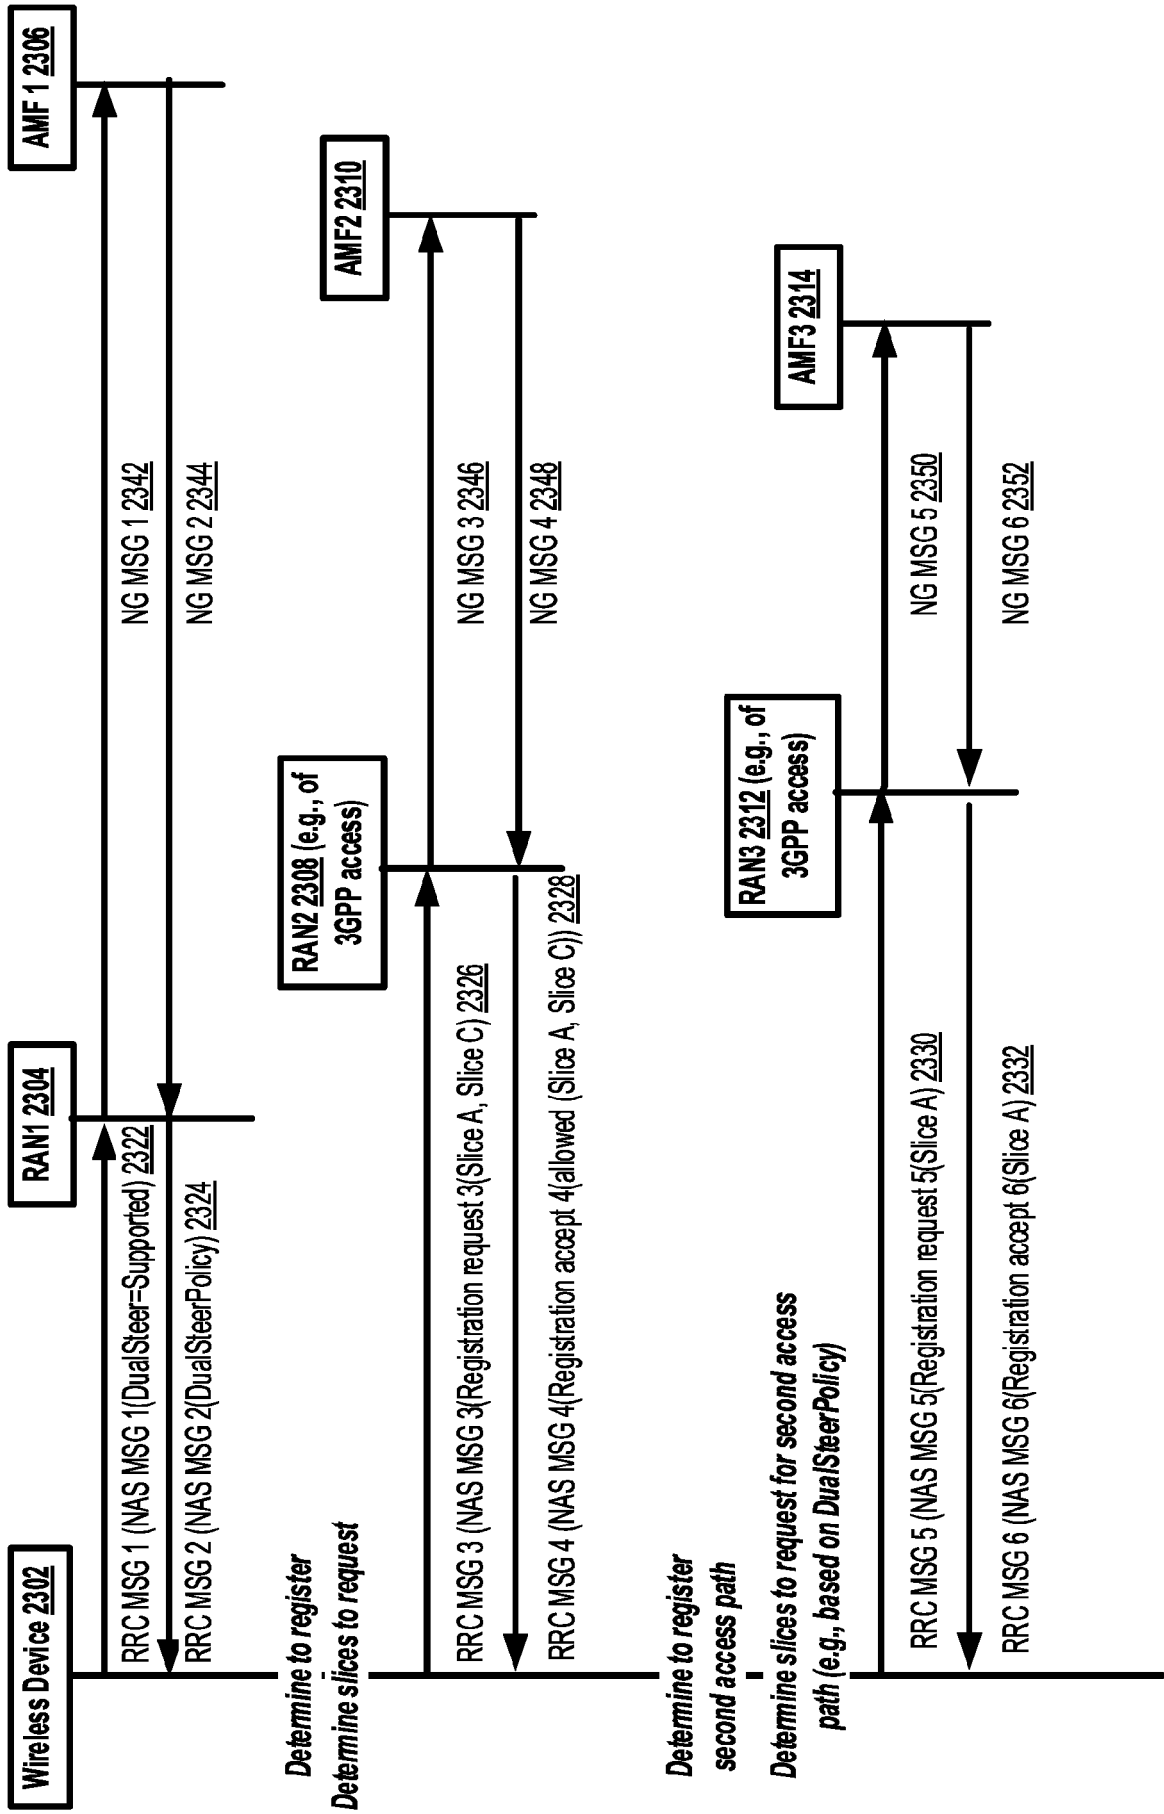 Wireless Device 2302
RAN1 2304
AMF 1 2306
RRC MSG 1 (NAS MSG 1(DualSteer=Supported) 2322
NG MSG 1 2342
RRC MSG 2 (NAS MSG 2(DualSteerPolicy) 2324
NG MSG 2 2344
Determine to register
Determine slices to request
RAN2 2308 (e.g., of
3GPP access)
AMF2 2310
RRC MSG 3 (NAS MSG 3(Registration request 3(Slice A, Slice C) 2326
NG MSG 3 2346
RRC MSG 4 (NAS MSG 4(Registration accept 4(allowed (Slice A, Slice C)) 2328
NG MSG 4 2348
Determine to register
second access path
Determine slices to request for second access
path (e.g., based on DualSteerPolicy)
RAN3 2312 (e.g., of
3GPP access)
AMF3 2314
RRC MSG 5 (NAS MSG 5(Registration request 5(Slice A) 2330
NG MSG 5 2350
RRC MSG 6 (NAS MSG 6(Registration accept 6(Slice A) 2332
NG MSG 6 2352